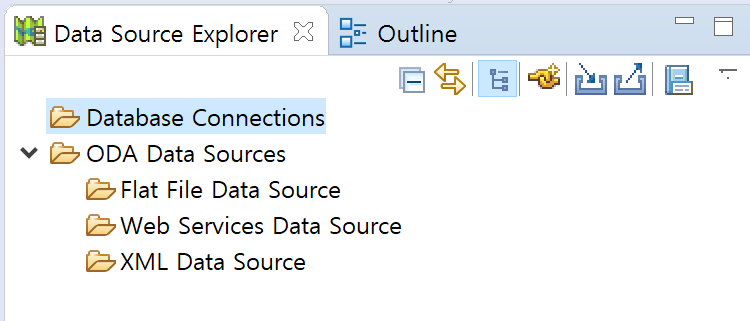 Data Source Explorer Outline
Database Connections
ODA Data Sources
Flat File Data Source
Web Services Data Source
XML Data Source